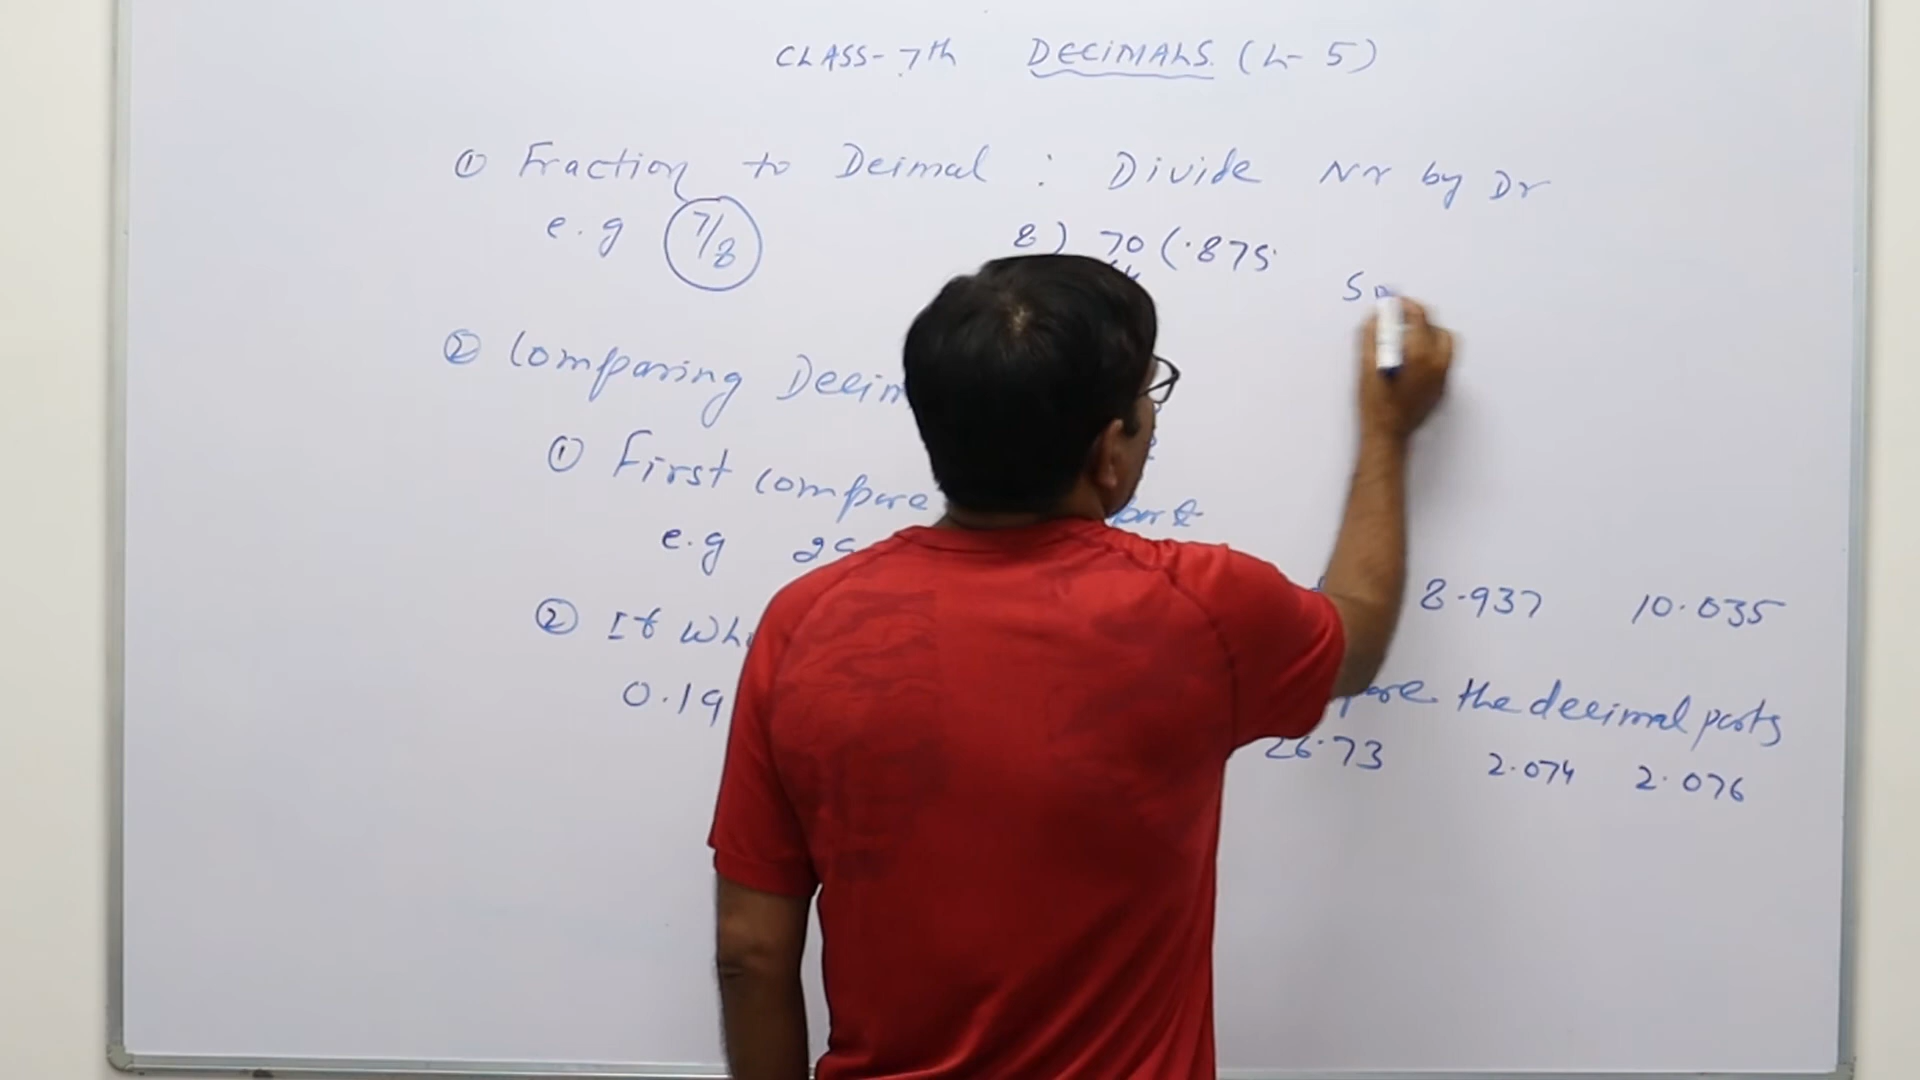 CLASS-7th DECIMALS. (L-5)
① Fraction to Deimal : Divide Nr by Dr
e.g 7/8 8) 70 (.875
② Comparing Decim
① First compare part
e.g
8.937 10.035
② If Wh
the decimal parts
0.19 26.73 2.074 2.076